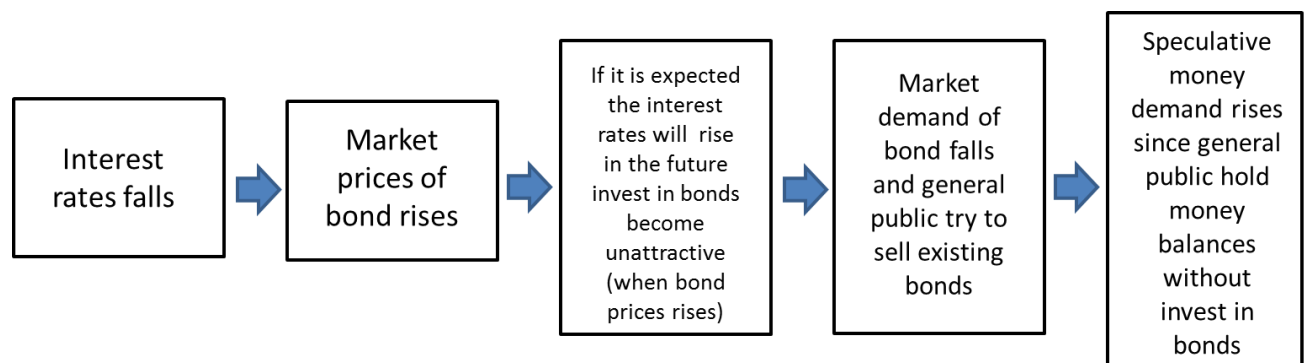 Interest
rates falls
Market
prices of
bond rises
If it is expected
the interest
rates will rise
in the future
invest in bonds
become
unattractive
(when bond
prices rises)
Market
demand of
bond falls
and general
public try to
sell existing
bonds
Speculative
money
demand rises
since general
public hold
money
balances
without
invest in
bonds